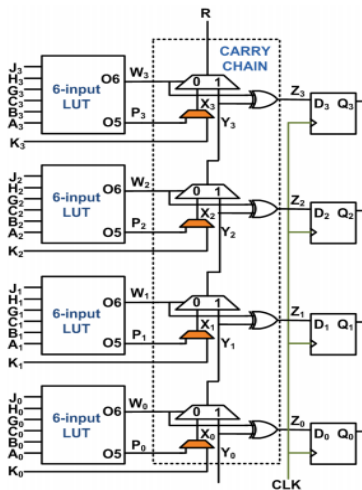 R
CARRY
CHAIN
J3
H3
G3
C3
B3
A3
K3
6-input
LUT
O6
O5
W3
P3
0 1
X3
Y3
Z3
D3 Q3
J2
H2
G2
C2
B2
A2
K2
6-input
LUT
O6
O5
W2
P2
0 1
X2
Y2
Z2
D2 Q2
J1
H1
G1
C1
B1
A1
K1
6-input
LUT
O6
O5
W1
P1
0 1
X1
Y1
Z1
D1 Q1
J0
H0
G0
C0
B0
A0
K0
6-input
LUT
O6
O5
W0
P0
0 1
X0
Y0
Z0
D0 Q0
CLK